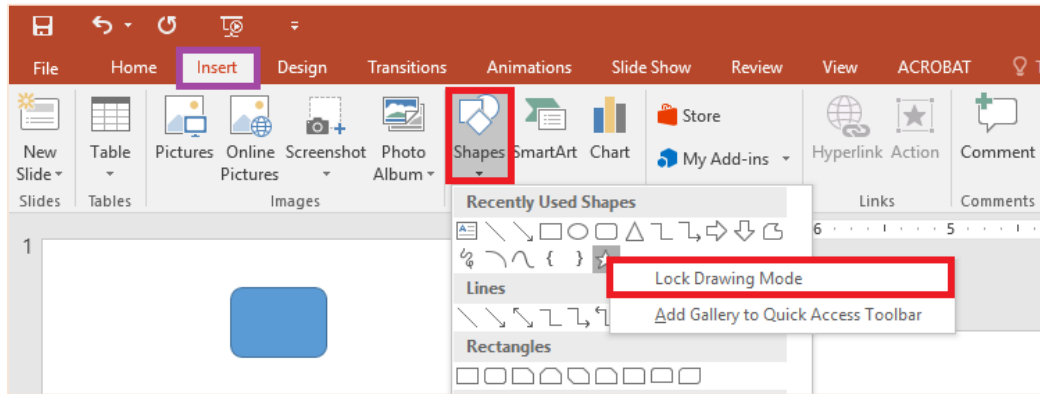 File Home Insert Design Transitions Animations Slide Show Review View ACROBAT
New Slide Table Pictures Online Pictures Screenshot Photo Album Shapes SmartArt Chart Store My Add-ins Hyperlink Action Comment
Slides Tables Images Links Comments
Recently Used Shapes
6 5
1
Lock Drawing Mode
Lines
Add Gallery to Quick Access Toolbar
Rectangles